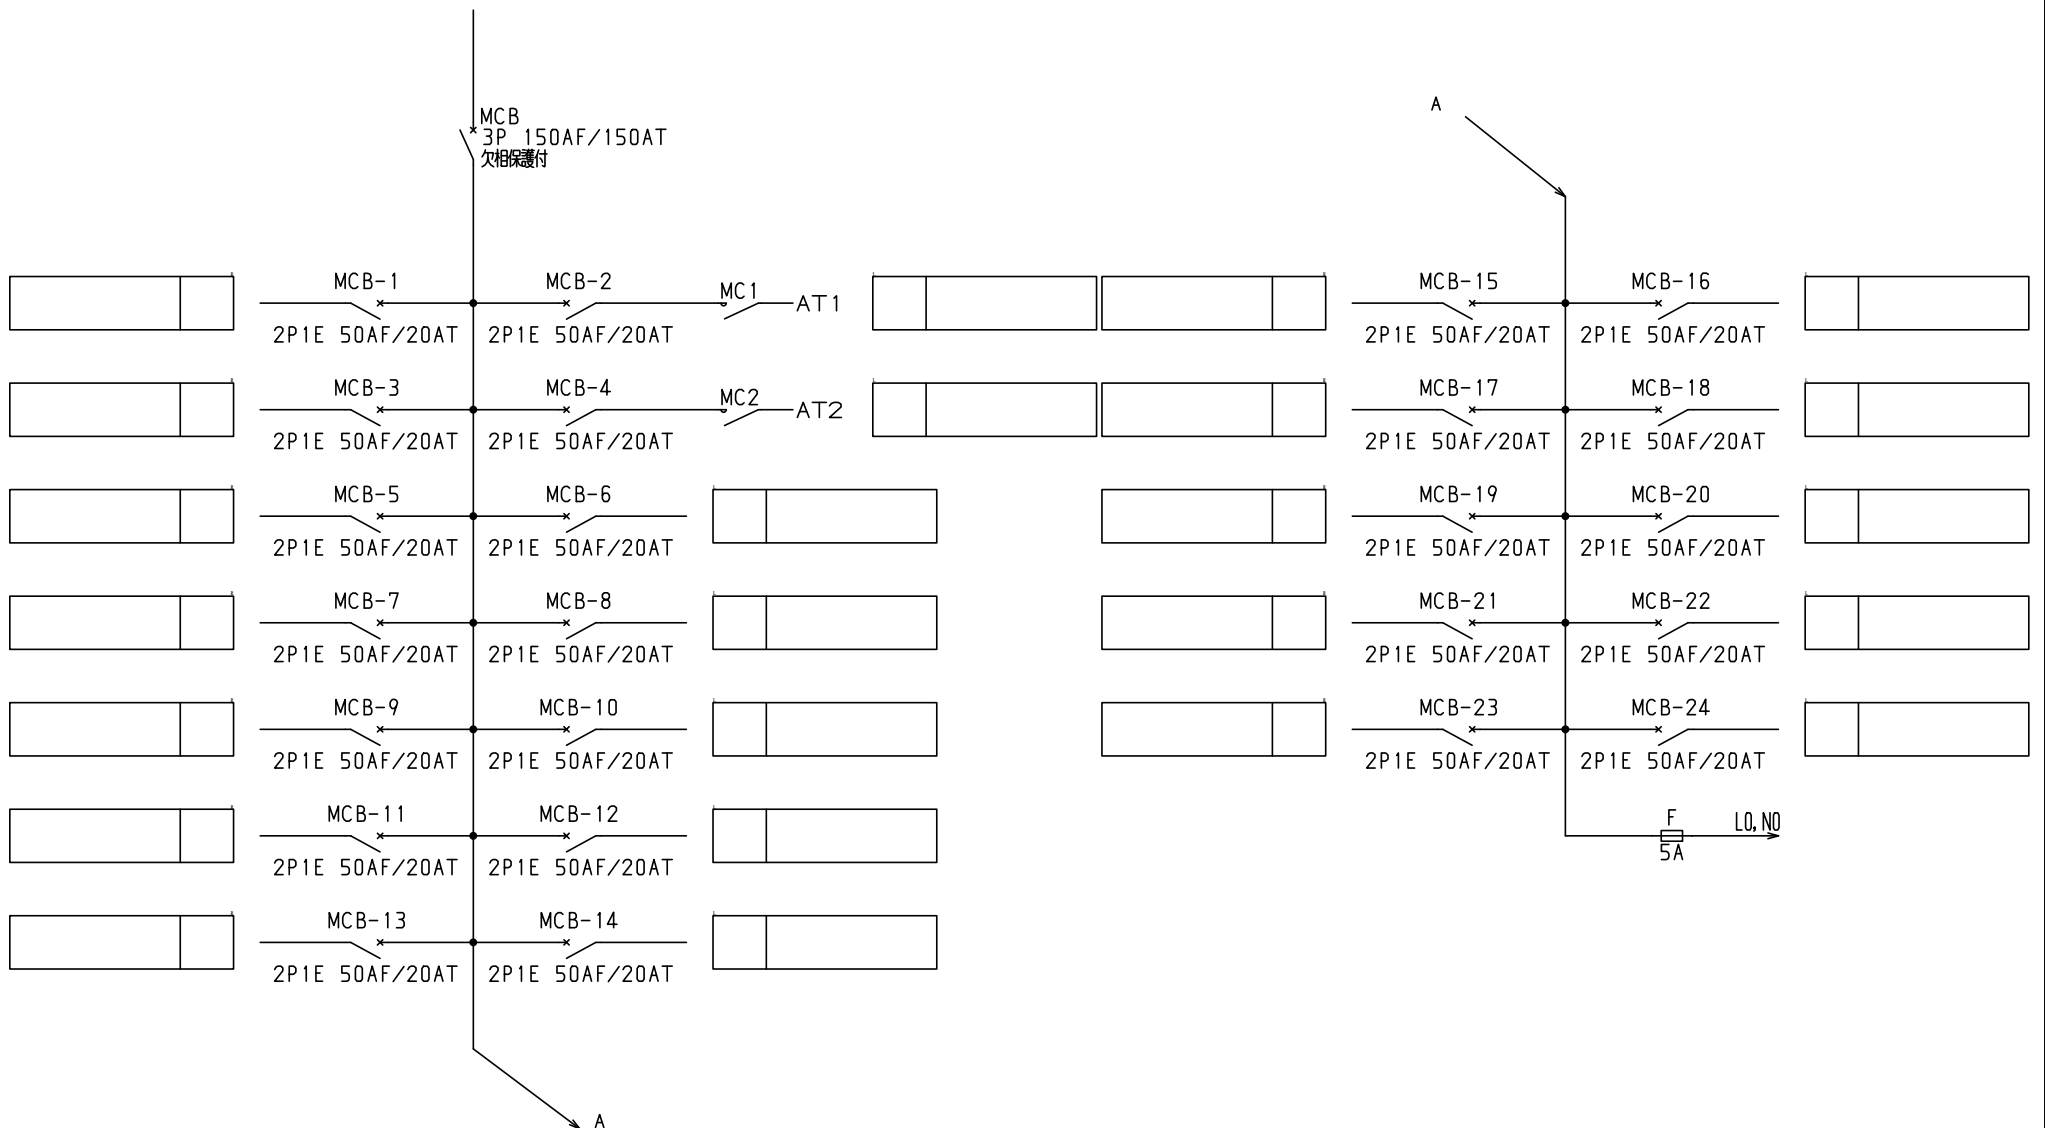 MCB
3P 150AF/150AT
欠相保護付
A
MCB-1
MCB-2
MC1
AT1
2P1E 50AF/20AT
2P1E 50AF/20AT
MCB-3
MCB-4
MC2
AT2
2P1E 50AF/20AT
2P1E 50AF/20AT
MCB-5
MCB-6
2P1E 50AF/20AT
2P1E 50AF/20AT
MCB-7
MCB-8
2P1E 50AF/20AT
2P1E 50AF/20AT
MCB-9
MCB-10
2P1E 50AF/20AT
2P1E 50AF/20AT
MCB-11
MCB-12
2P1E 50AF/20AT
2P1E 50AF/20AT
MCB-13
MCB-14
2P1E 50AF/20AT
2P1E 50AF/20AT
A
MCB-15
MCB-16
2P1E 50AF/20AT
2P1E 50AF/20AT
MCB-17
MCB-18
2P1E 50AF/20AT
2P1E 50AF/20AT
MCB-19
MCB-20
2P1E 50AF/20AT
2P1E 50AF/20AT
MCB-21
MCB-22
2P1E 50AF/20AT
2P1E 50AF/20AT
MCB-23
MCB-24
2P1E 50AF/20AT
2P1E 50AF/20AT
F
L0,N0
5A